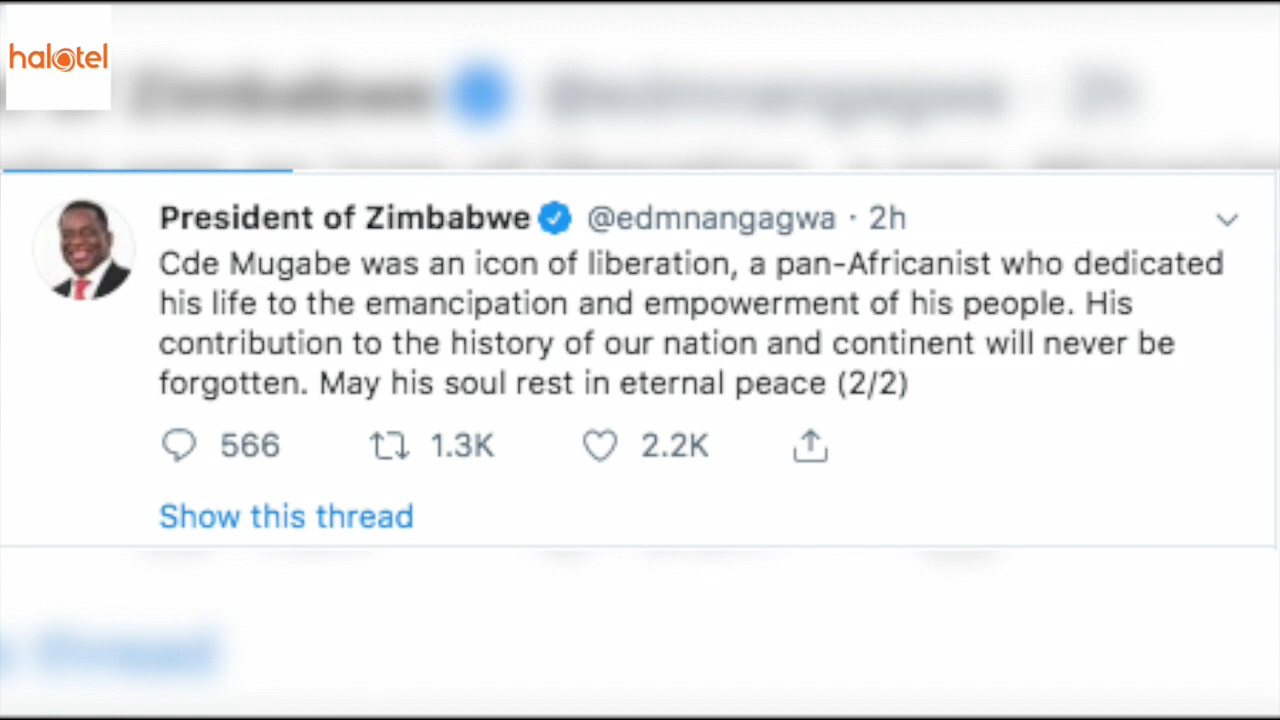 halotel
President of Zimbabwe @edmnangagwa · 2h
Cde Mugabe was an icon of liberation, a pan-Africanist who dedicated
his life to the emancipation and empowerment of his people. His
contribution to the history of our nation and continent will never be
forgotten. May his soul rest in eternal peace (2/2)
566 1.3K 2.2K
Show this thread